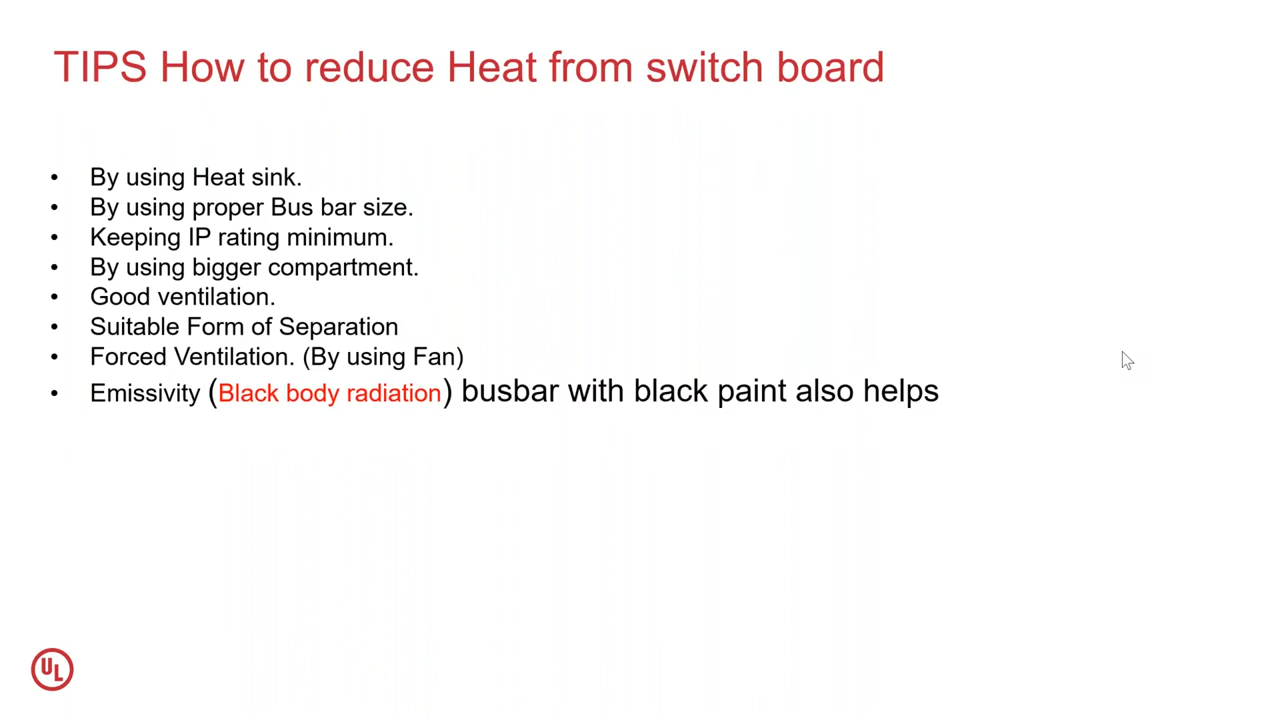 TIPS How to reduce Heat from switch board
• By using Heat sink.
• By using proper Bus bar size.
• Keeping IP rating minimum.
• By using bigger compartment.
• Good ventilation.
• Suitable Form of Separation
• Forced Ventilation. (By using Fan)
• Emissivity (Black body radiation) busbar with black paint also helps
UL